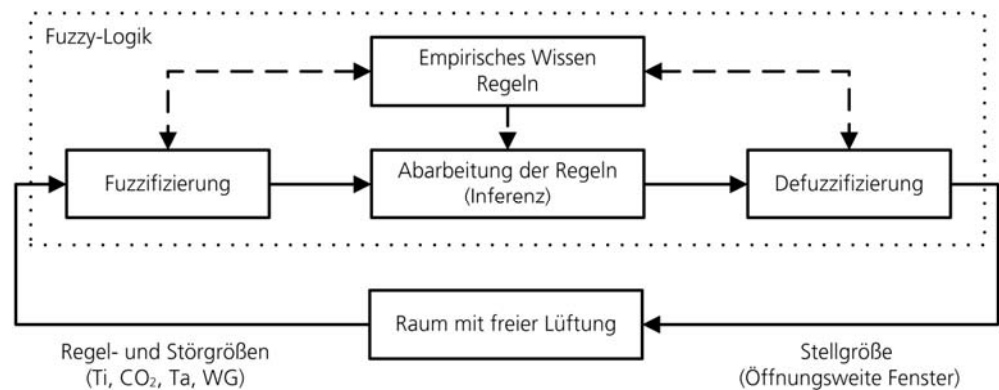 Fuzzy-Logik
Empirisches Wissen
Regeln
Fuzzifizierung
Abarbeitung der Regeln
(Inferenz)
Defuzzifizierung
Raum mit freier Lüftung
Regel- und Störgrößen
(Ti, CO₂, Ta, WG)
Stellgröße
(Öffnungsweite Fenster)